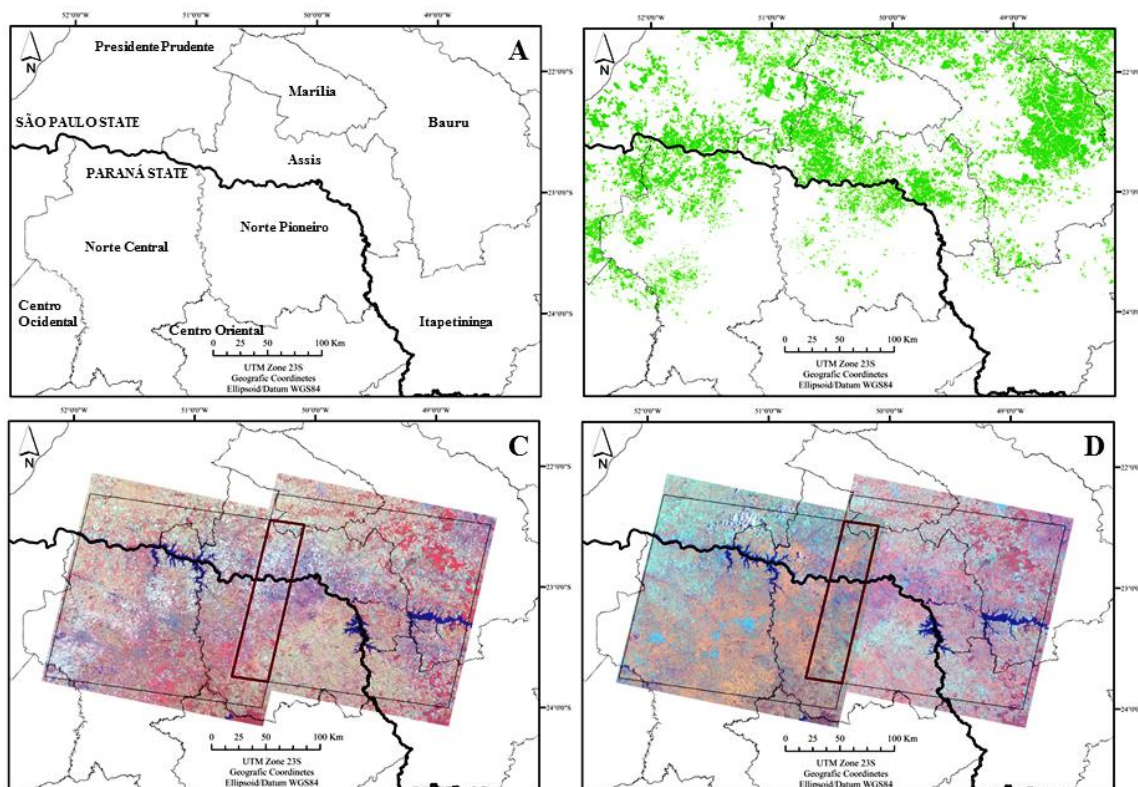 52°0'0"W 51°0'0"W 50°0'0"W 49°0'0"W
A
N
Presidente Prudente
Marília
22°0'0"S
SÃO PAULO STATE
Bauru
Assis
PARANÁ STATE
23°0'0"S
Norte Pioneiro
Norte Central
Centro
Ocidental
Centro Oriental
Itapetininga
24°0'0"S
0 25 50 100 Km
UTM Zone 23S
Geografic Coordinetes
Ellipsoid/Datum WGS84
52°0'0"W 51°0'0"W 50°0'0"W 49°0'0"W
N
22°0'0"S
23°0'0"S
24°0'0"S
0 25 50 100 Km
UTM Zone 23S
Geografic Coordinetes
Ellipsoid/Datum WGS84
52°0'0"W 51°0'0"W 50°0'0"W 49°0'0"W
C
N
22°0'0"S
23°0'0"S
24°0'0"S
0 25 50 100 Km
UTM Zone 23S
Geografic Coordinetes
Ellipsoid/Datum WGS84
52°0'0"W 51°0'0"W 50°0'0"W 49°0'0"W
D
N
22°0'0"S
23°0'0"S
24°0'0"S
0 25 50 100 Km
UTM Zone 23S
Geografic Coordinetes
Ellipsoid/Datum WGS84